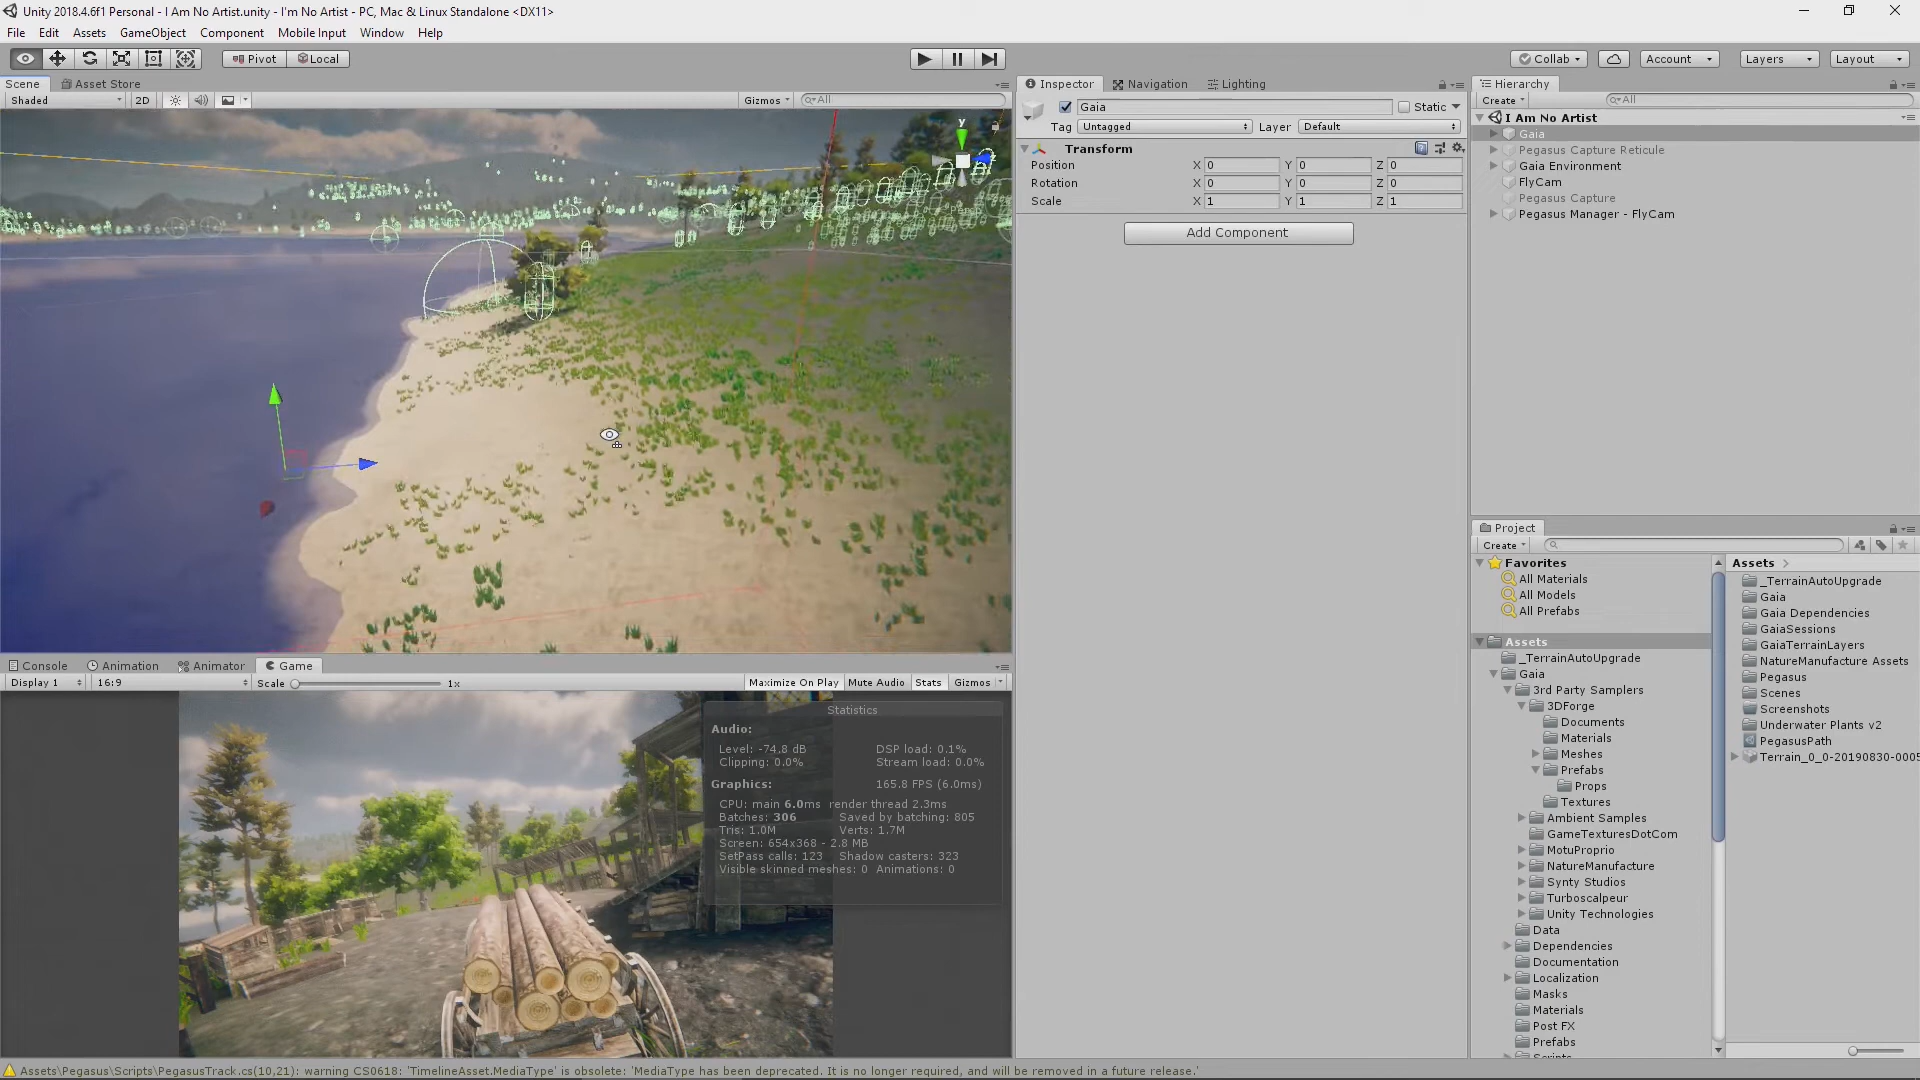 Unity 2018.4.6f1 Personal - I Am No Artist.unity - I'm No Artist - PC, Mac & Linux Standalone <DX11>
File Edit Assets GameObject Component Mobile Input Window Help
Pivot Local Collab Account Layers Layout
Scene Asset Store
Shaded 2D Gizmos All
y
Inspector Navigation Lighting
Gaia Static
Tag Untagged Layer Default
Transform
Position X 0 Y 0 Z 0
Rotation X 0 Y 0 Z 0
Scale X 1 Y 1 Z 1
Add Component
Hierarchy
Create All
I Am No Artist
Gaia
Pegasus Capture Reticule
Gaia Environment
FlyCam
Pegasus Capture
Pegasus Manager - FlyCam
Console Animation Animator Game
Display 1 16:9 Scale 1x Maximize On Play Mute Audio Stats Gizmos
Statistics
Audio:
Level: -74.8 dB DSP load: 0.1%
Clipping: 0.0% Stream load: 0.0%
Graphics: 165.8 FPS (6.0ms)
CPU: main 6.0ms render thread 2.3ms
Batches: 306 Saved by batching: 805
Tris: 1.0M Verts: 1.7M
Screen: 654x368 - 2.8 MB
SetPass calls: 123 Shadow casters: 323
Visible skinned meshes: 0 Animations: 0
Project
Create
Favorites
All Materials
All Models
All Prefabs
Assets
_TerrainAutoUpgrade
Gaia
3rd Party Samplers
3DForge
Documents
Materials
Meshes
Prefabs
Props
Textures
Ambient Samples
GameTexturesDotCom
MotuProprio
NatureManufacture
Synty Studios
Turboscalpeur
Unity Technologies
Data
Dependencies
Documentation
Localization
Masks
Materials
Post FX
Prefabs
Scripts
Assets
_TerrainAutoUpgrade
Gaia
Gaia Dependencies
GaiaSessions
GaiaTerrainLayers
NatureManufacture Assets
Pegasus
Scenes
Screenshots
Underwater Plants v2
PegasusPath
Terrain_0_0-20190830-0005
Assets\Pegasus\Scripts\PegasusTrack.cs(10,21): warning CS0618: 'TimelineAsset.MediaType' is obsolete: 'MediaType has been deprecated. It is no longer required, and will be removed in a future release.'